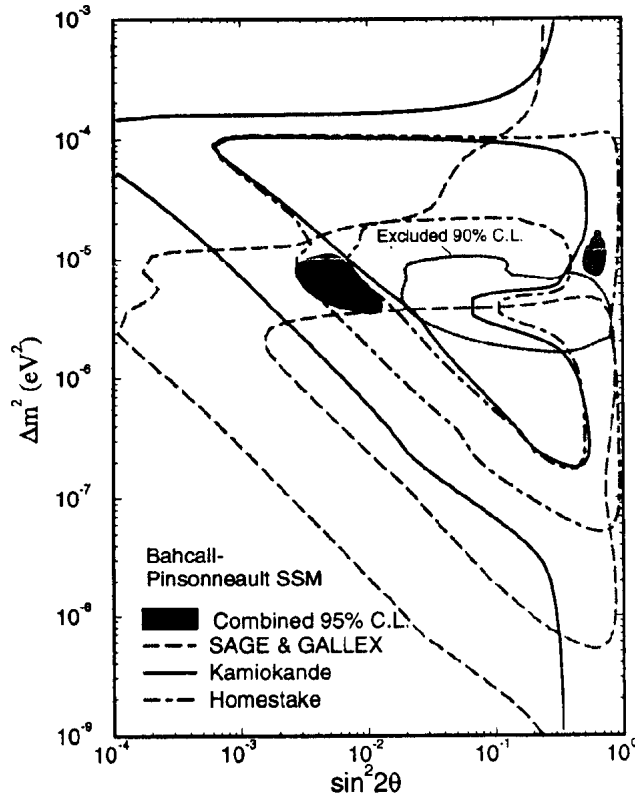 10⁻³
10⁻⁴
10⁻⁵
10⁻⁶
10⁻⁷
10⁻⁸
10⁻⁹
Δm² (eV²)
Excluded 90% C.L.
Bahcall-
Pinsonneault SSM
Combined 95% C.L.
SAGE & GALLEX
Kamiokande
Homestake
10⁻⁴ 10⁻³ 10⁻² 10⁻¹ 10⁰
sin²2θ